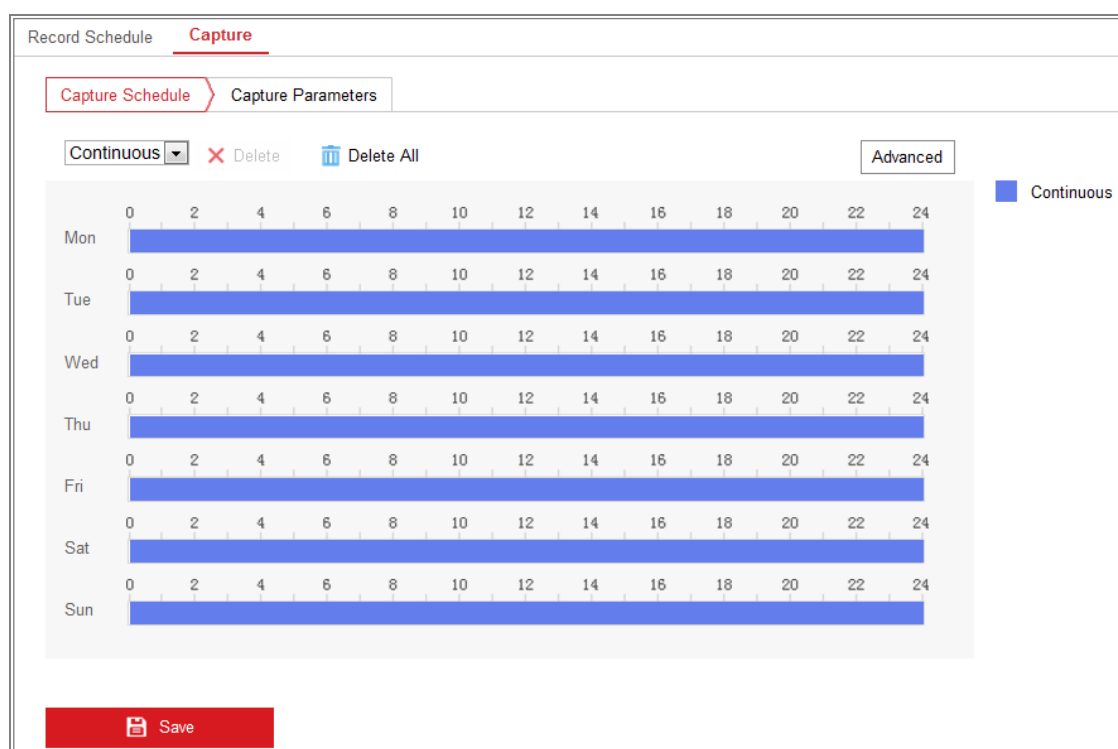 Record Schedule Capture
Capture Schedule Capture Parameters
Continuous Delete Delete All Advanced
Continuous
0 2 4 6 8 10 12 14 16 18 20 22 24
Mon
0 2 4 6 8 10 12 14 16 18 20 22 24
Tue
0 2 4 6 8 10 12 14 16 18 20 22 24
Wed
0 2 4 6 8 10 12 14 16 18 20 22 24
Thu
0 2 4 6 8 10 12 14 16 18 20 22 24
Fri
0 2 4 6 8 10 12 14 16 18 20 22 24
Sat
0 2 4 6 8 10 12 14 16 18 20 22 24
Sun
Save